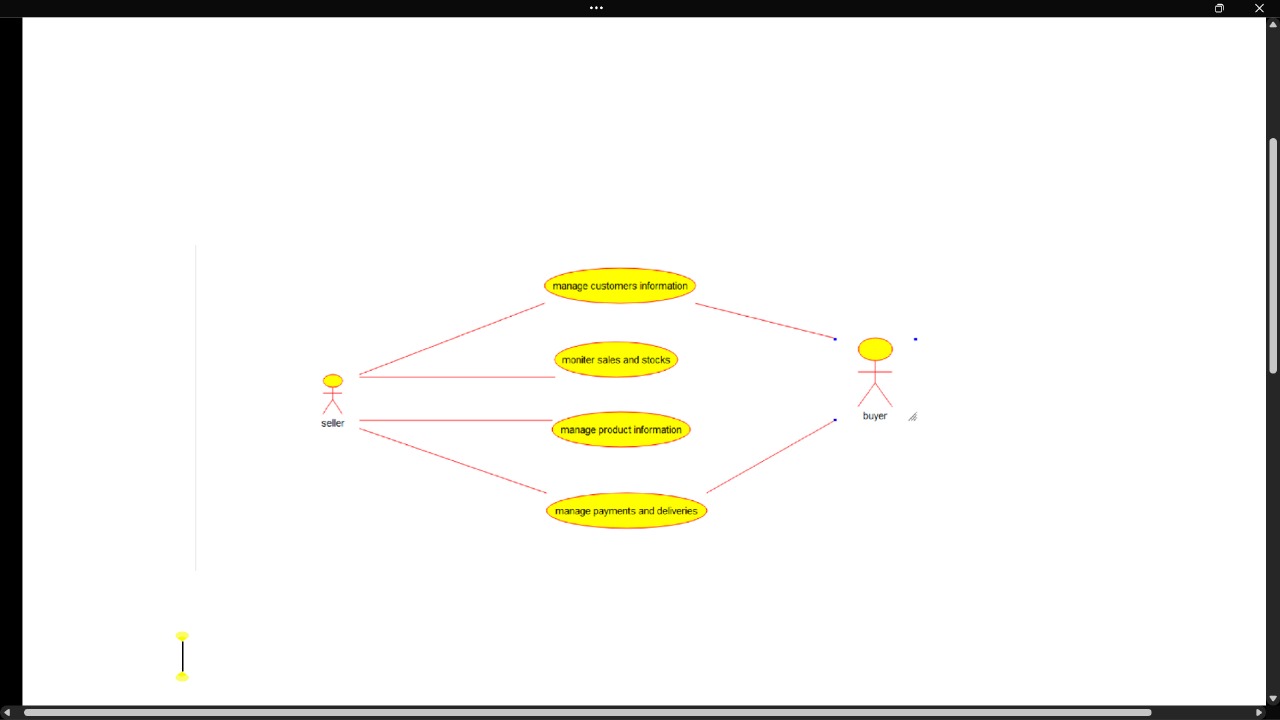 manage customers information
moniter sales and stocks
seller
buyer
manage product information
manage payments and deliveries